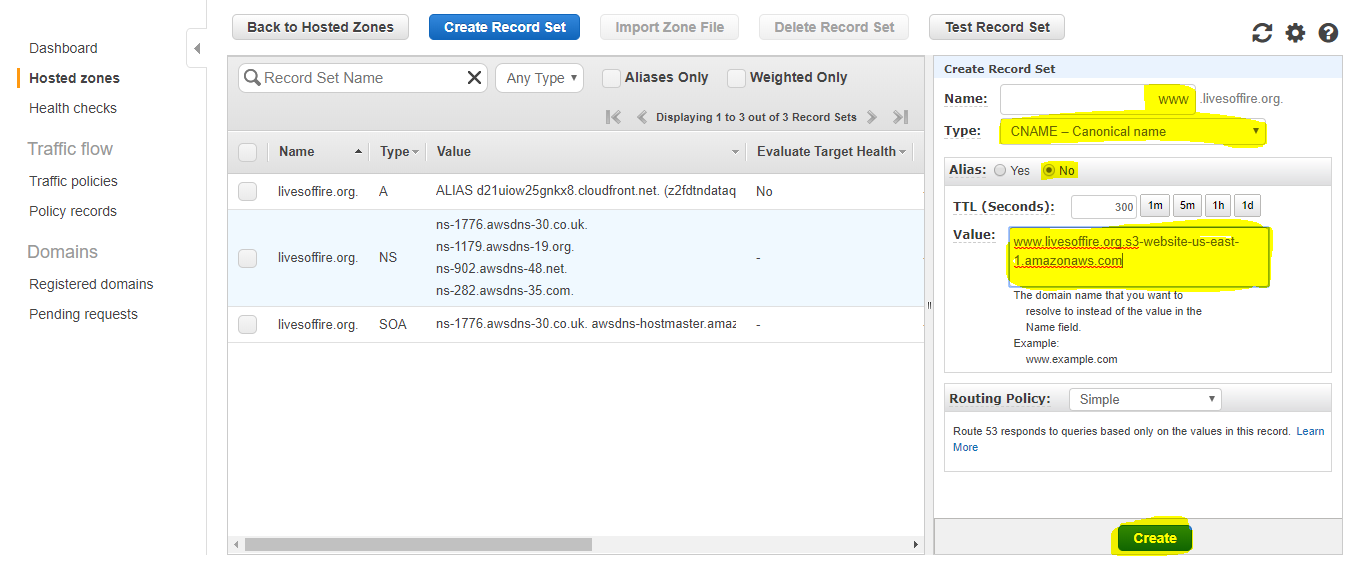 Back to Hosted Zones
Create Record Set
Import Zone File
Delete Record Set
Test Record Set
Dashboard
Hosted zones
Health checks
Traffic flow
Traffic policies
Policy records
Domains
Registered domains
Pending requests
Record Set Name
Any Type
Aliases Only
Weighted Only
Displaying 1 to 3 out of 3 Record Sets
Name Type Value Evaluate Target Health
livesoffire.org. A ALIAS d21uiow25gnkx8.cloudfront.net. (z2fdtndataq No
livesoffire.org. NS
ns-1776.awsdns-30.co.uk.
ns-1179.awsdns-19.org.
ns-902.awsdns-48.net.
ns-282.awsdns-35.com.
-
livesoffire.org. SOA ns-1776.awsdns-30.co.uk. awsdns-hostmaster.amaz -
Create Record Set
Name: www .livesoffire.org.
Type: CNAME – Canonical name
Alias: Yes No
TTL (Seconds): 300 1m 5m 1h 1d
Value: www.livesoffire.org.s3-website-us-east-
1.amazonaws.com
The domain name that you want to
resolve to instead of the value in the
Name field.
Example:
www.example.com
Routing Policy: Simple
Route 53 responds to queries based only on the values in this record. Learn
More
Create